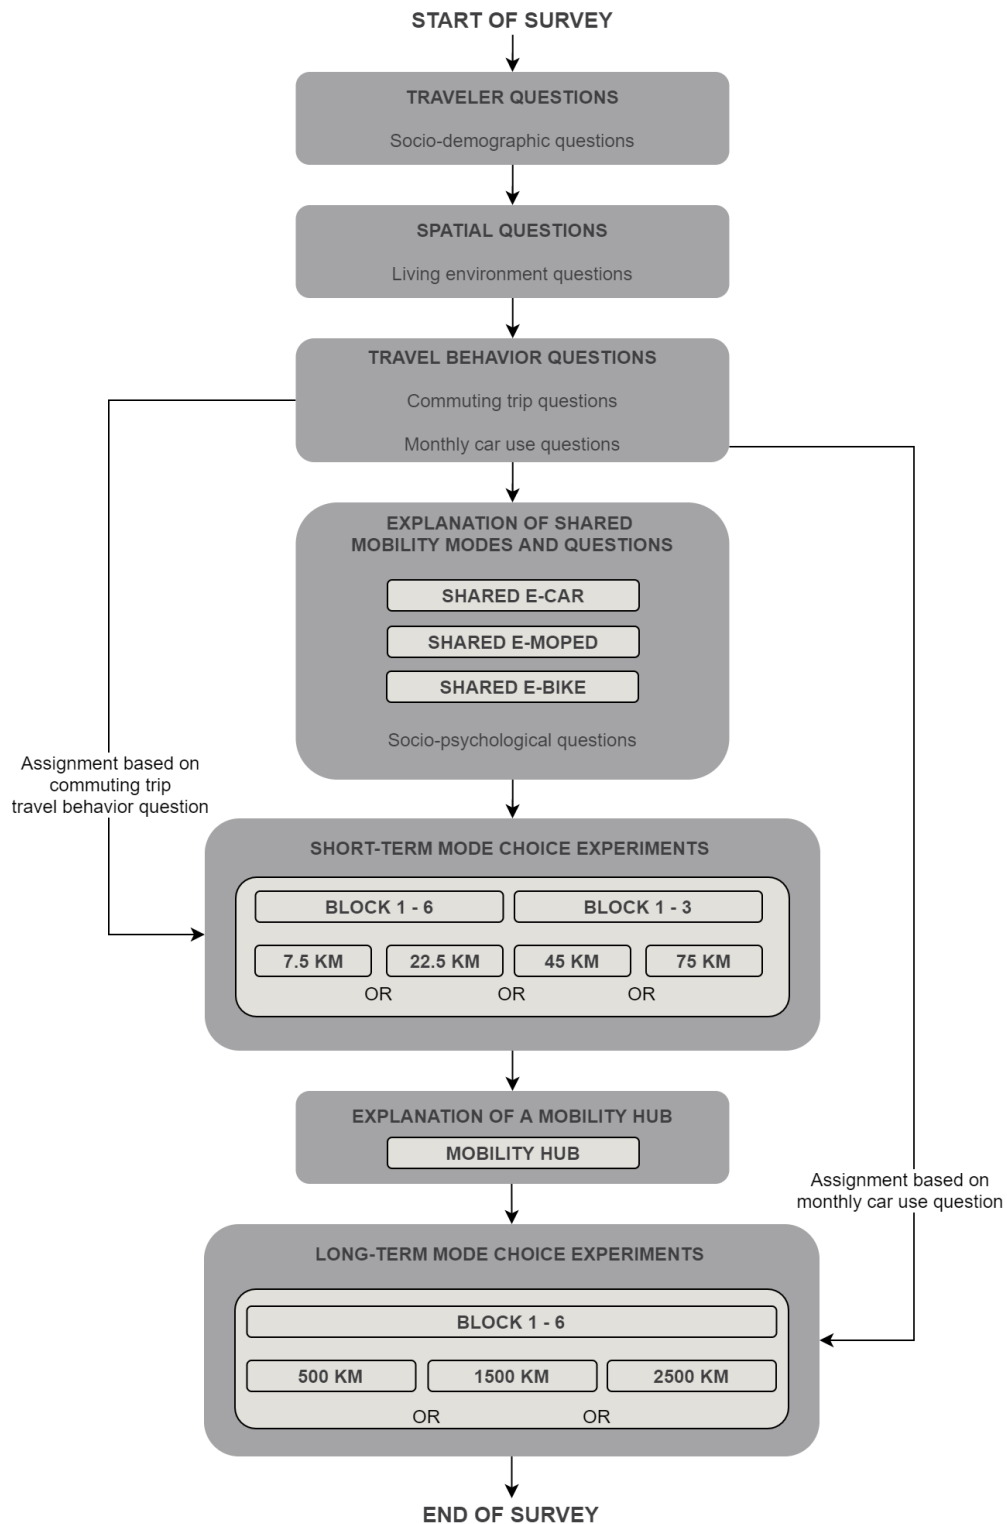 START OF SURVEY
TRAVELER QUESTIONS
Socio-demographic questions
SPATIAL QUESTIONS
Living environment questions
TRAVEL BEHAVIOR QUESTIONS
Commuting trip questions
Monthly car use questions
EXPLANATION OF SHARED
MOBILITY MODES AND QUESTIONS
SHARED E-CAR
SHARED E-MOPED
SHARED E-BIKE
Socio-psychological questions
Assignment based on
commuting trip
travel behavior question
SHORT-TERM MODE CHOICE EXPERIMENTS
BLOCK 1 - 6 BLOCK 1 - 3
7.5 KM 22.5 KM 45 KM 75 KM
OR OR OR
EXPLANATION OF A MOBILITY HUB
MOBILITY HUB
Assignment based on
monthly car use question
LONG-TERM MODE CHOICE EXPERIMENTS
BLOCK 1 - 6
500 KM 1500 KM 2500 KM
OR OR
END OF SURVEY